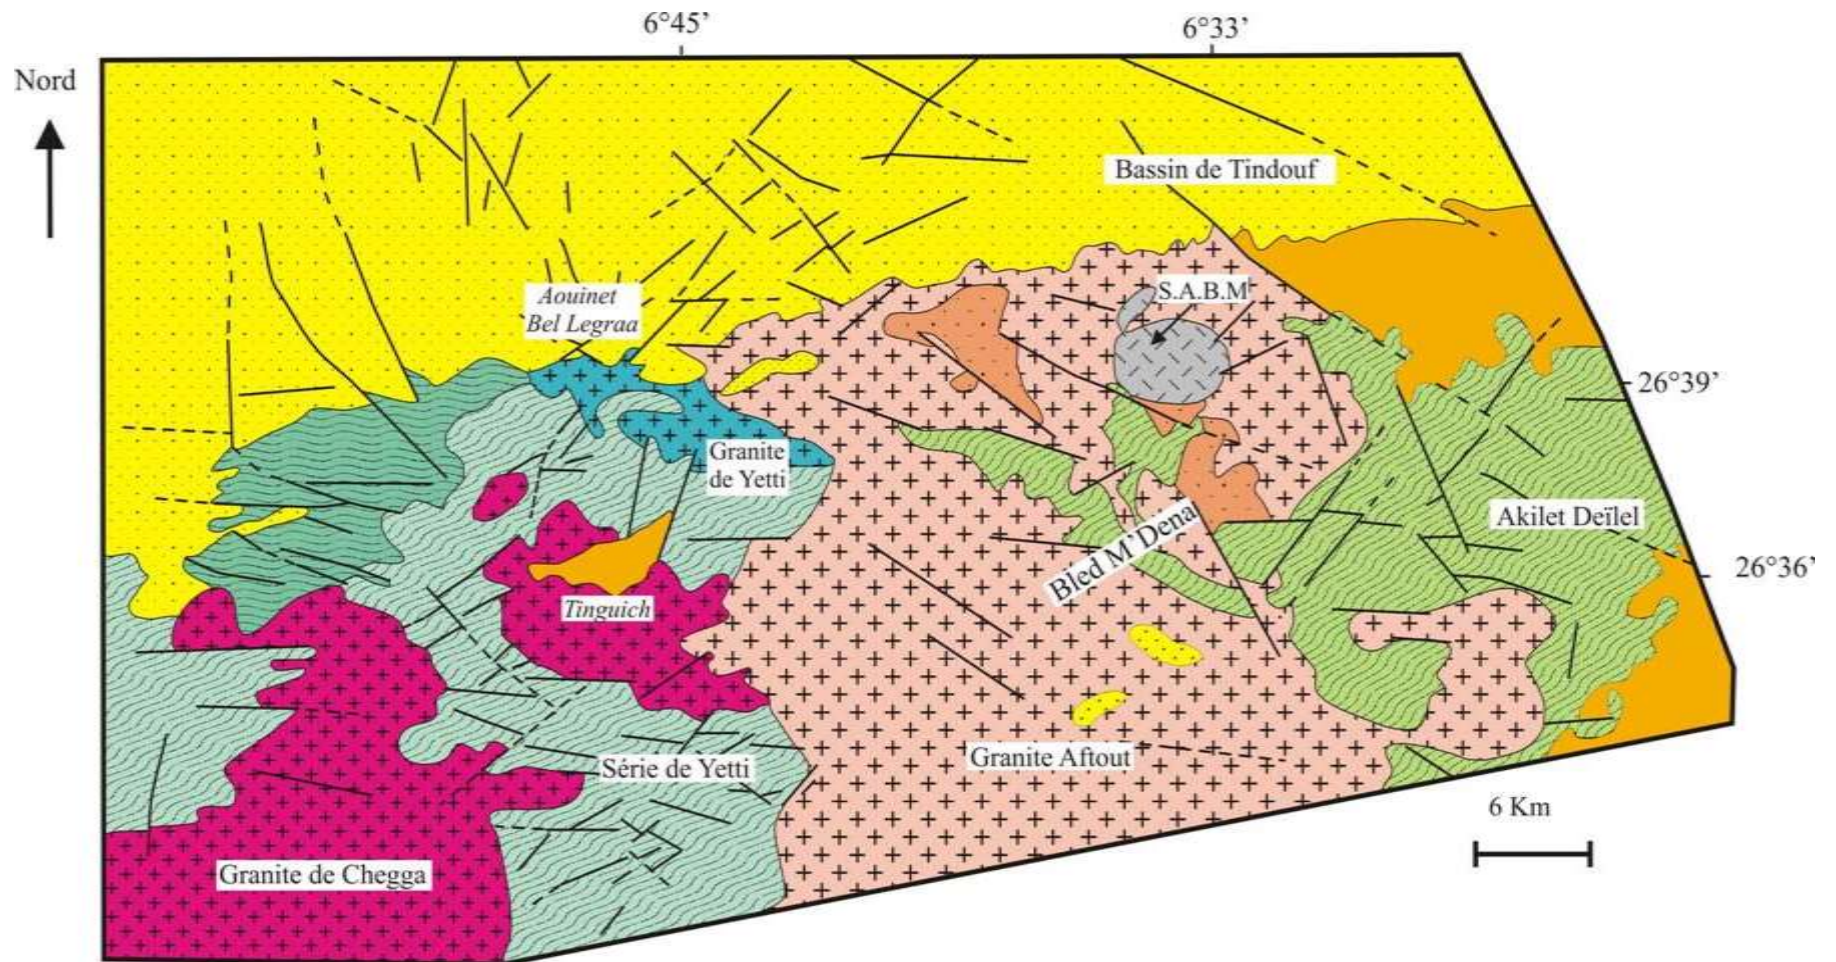 6°45’
6°33’
Nord
Bassin de Tindouf
S.A.B.M
Aouinet
Bel Legraa
26°39’
Granite
de Yetti
Akilet Deïlel
Bled M’Dena
26°36’
Tinguich
Granite Aftout
Série de Yetti
6 Km
Granite de Chegga